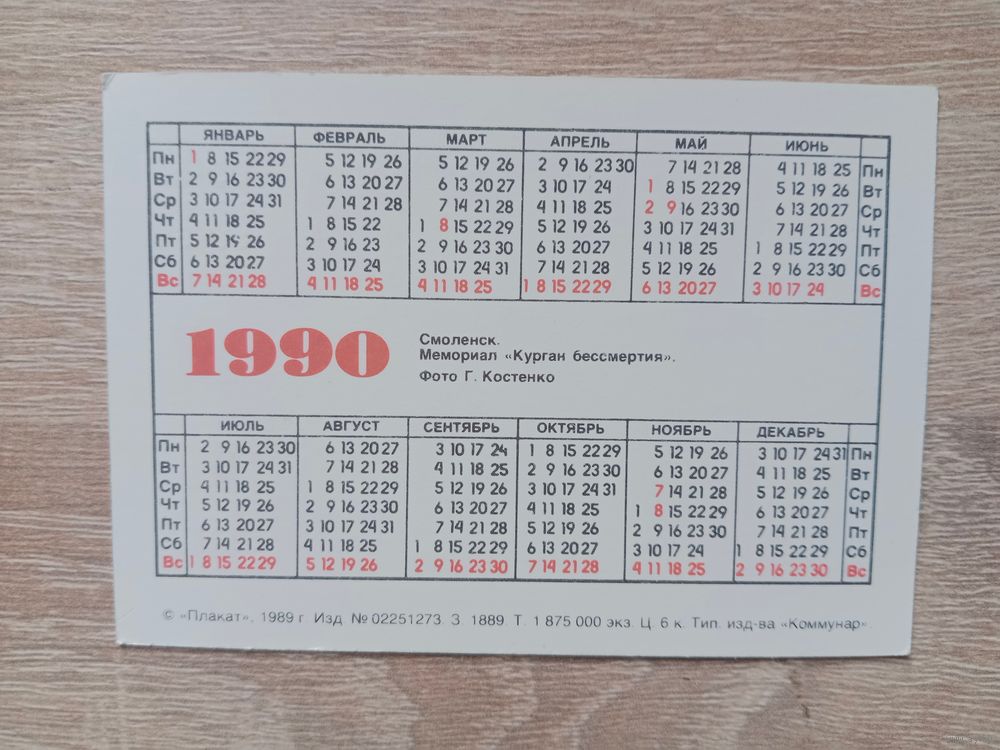 ЯНВАРЬ ФЕВРАЛЬ МАРТ АПРЕЛЬ МАЙ ИЮНЬ
Пн 1 8 15 22 29 5 12 19 26 5 12 19 26 2 9 16 23 30 7 14 21 28 4 11 18 25 Пн
Вт 2 9 16 23 30 6 13 20 27 6 13 20 27 3 10 17 24 1 8 15 22 29 5 12 19 26 Вт
Ср 3 10 17 24 31 7 14 21 28 7 14 21 28 4 11 18 25 2 9 16 23 30 6 13 20 27 Ср
Чт 4 11 18 25 1 8 15 22 1 8 15 22 29 5 12 19 26 3 10 17 24 31 7 14 21 28 Чт
Пт 5 12 19 26 2 9 16 23 2 9 16 23 30 6 13 20 27 4 11 18 25 1 8 15 22 29 Пт
Сб 6 13 20 27 3 10 17 24 3 10 17 24 31 7 14 21 28 5 12 19 26 2 9 16 23 30 Сб
Вс 7 14 21 28 4 11 18 25 4 11 18 25 1 8 15 22 29 6 13 20 27 3 10 17 24 Вс
1990
Смоленск.
Мемориал «Курган бессмертия».
Фото Г. Костенко
ИЮЛЬ АВГУСТ СЕНТЯБРЬ ОКТЯБРЬ НОЯБРЬ ДЕКАБРЬ
Пн 2 9 16 23 30 6 13 20 27 3 10 17 24 1 8 15 22 29 5 12 19 26 3 10 17 24 31 Пн
Вт 3 10 17 24 31 7 14 21 28 4 11 18 25 2 9 16 23 30 6 13 20 27 4 11 18 25 Вт
Ср 4 11 18 25 1 8 15 22 29 5 12 19 26 3 10 17 24 31 7 14 21 28 5 12 19 26 Ср
Чт 5 12 19 26 2 9 16 23 30 6 13 20 27 4 11 18 25 1 8 15 22 29 6 13 20 27 Чт
Пт 6 13 20 27 3 10 17 24 31 7 14 21 28 5 12 19 26 2 9 16 23 30 7 14 21 28 Пт
Сб 7 14 21 28 4 11 18 25 1 8 15 22 29 6 13 20 27 3 10 17 24 1 8 15 22 29 Сб
Вс 1 8 15 22 29 5 12 19 26 2 9 16 23 30 7 14 21 28 4 11 18 25 2 9 16 23 30 Вс
© «Плакат», 1989 г. Изд. № 02251273. З. 1889. Т. 1 875 000 экз. Ц. 6 к. Тип. изд-ва «Коммунар».